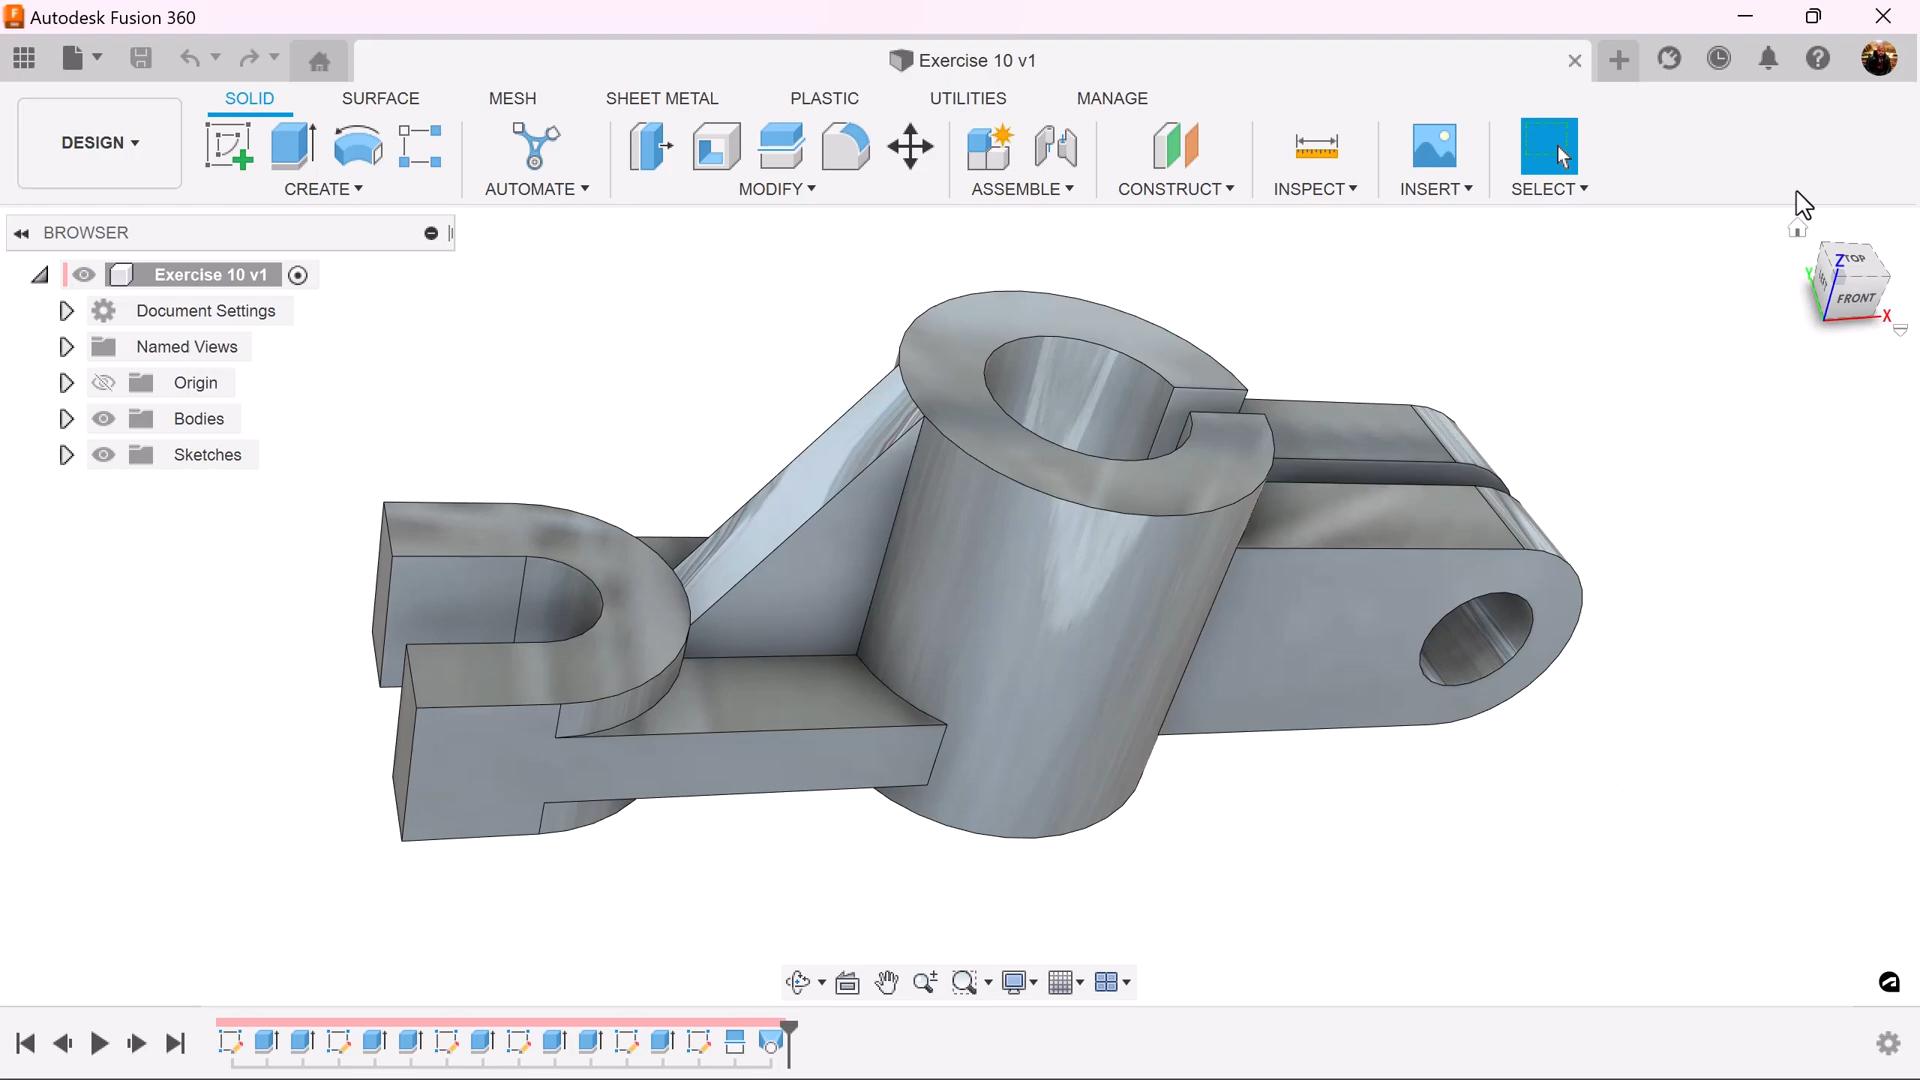 Autodesk Fusion 360
Exercise 10 v1
SOLID SURFACE MESH SHEET METAL PLASTIC UTILITIES MANAGE
DESIGN
CREATE AUTOMATE MODIFY ASSEMBLE CONSTRUCT INSPECT INSERT SELECT
BROWSER
Exercise 10 v1
Document Settings
Named Views
Origin
Bodies
Sketches
TOP
Z
Y
FRONT
X